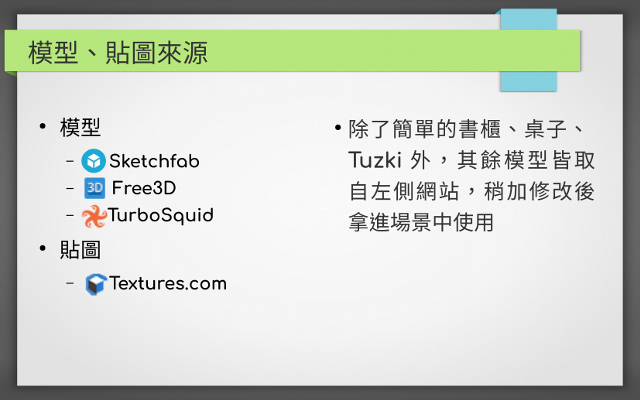 模型、貼圖來源
• 模型
– Sketchfab
– 3D Free3D
– TurboSquid
• 貼圖
– Textures.com
• 除了簡單的書櫃、桌子、
Tuzki 外，其餘模型皆取
自左側網站，稍加修改後
拿進場景中使用